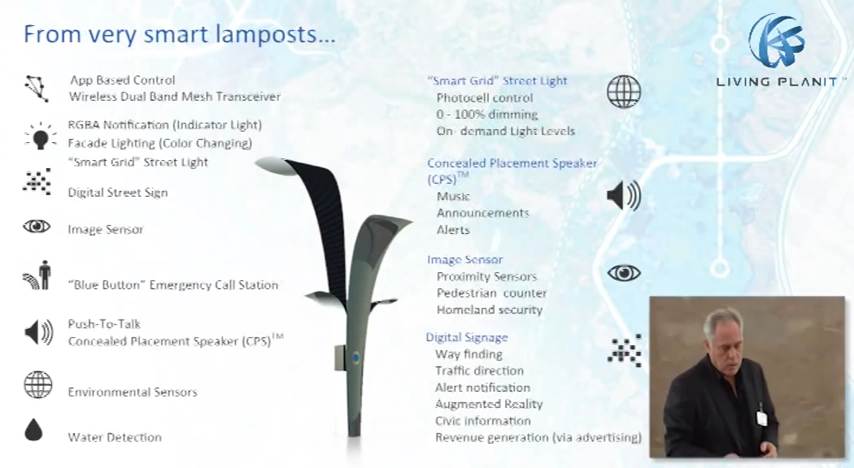 From very smart lampposts...
LIVING PLANIT™
App Based Control
Wireless Dual Band Mesh Transceiver
RGBA Notification (Indicator Light)
Facade Lighting (Color Changing)
"Smart Grid" Street Light
Digital Street Sign
Image Sensor
"Blue Button" Emergency Call Station
Push-To-Talk
Concealed Placement Speaker (CPS)TM
Environmental Sensors
Water Detection
"Smart Grid" Street Light
Photocell control
0 - 100% dimming
On- demand Light Levels
Concealed Placement Speaker
(CPS)TM
Music
Announcements
Alerts
Image Sensor
Proximity Sensors
Pedestrian counter
Homeland security
Digital Signage
Way finding
Traffic direction
Alert notification
Augmented Reality
Civic information
Revenue generation (via advertising)